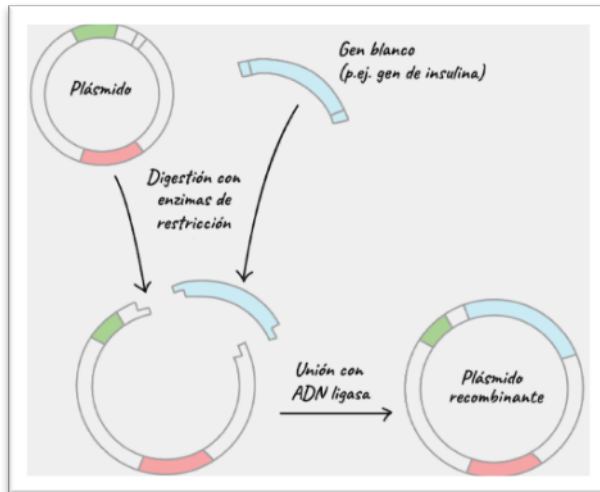 Plásmido
Gen blanco
(p.ej. gen de insulina)
Digestión con
enzimas de
restricción
Unión con
ADN ligasa
Plásmido
recombinante